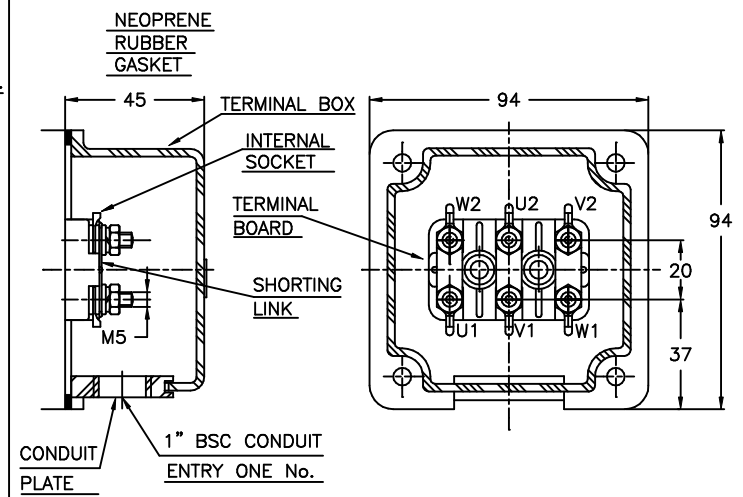 NEOPRENE
RUBBER
GASKET
45
TERMINAL BOX
94
INTERNAL
SOCKET
TERMINAL
BOARD
W2 U2 V2
94
20
SHORTING
LINK
M5
U1 V1 W1
37
CONDUIT
PLATE
1" BSC CONDUIT
ENTRY ONE No.